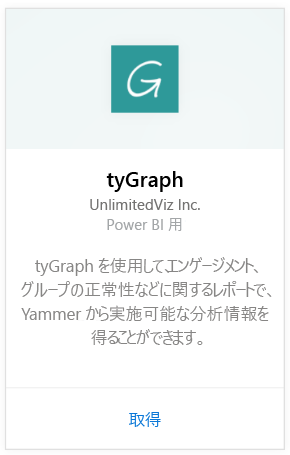 tyGraph
UnlimitedViz Inc.
Power BI 用
tyGraph を使用してエンゲージメント、
グループの正常性などに関するレポートで、
Yammer から実施可能な分析情報を
得ることができます。
取得